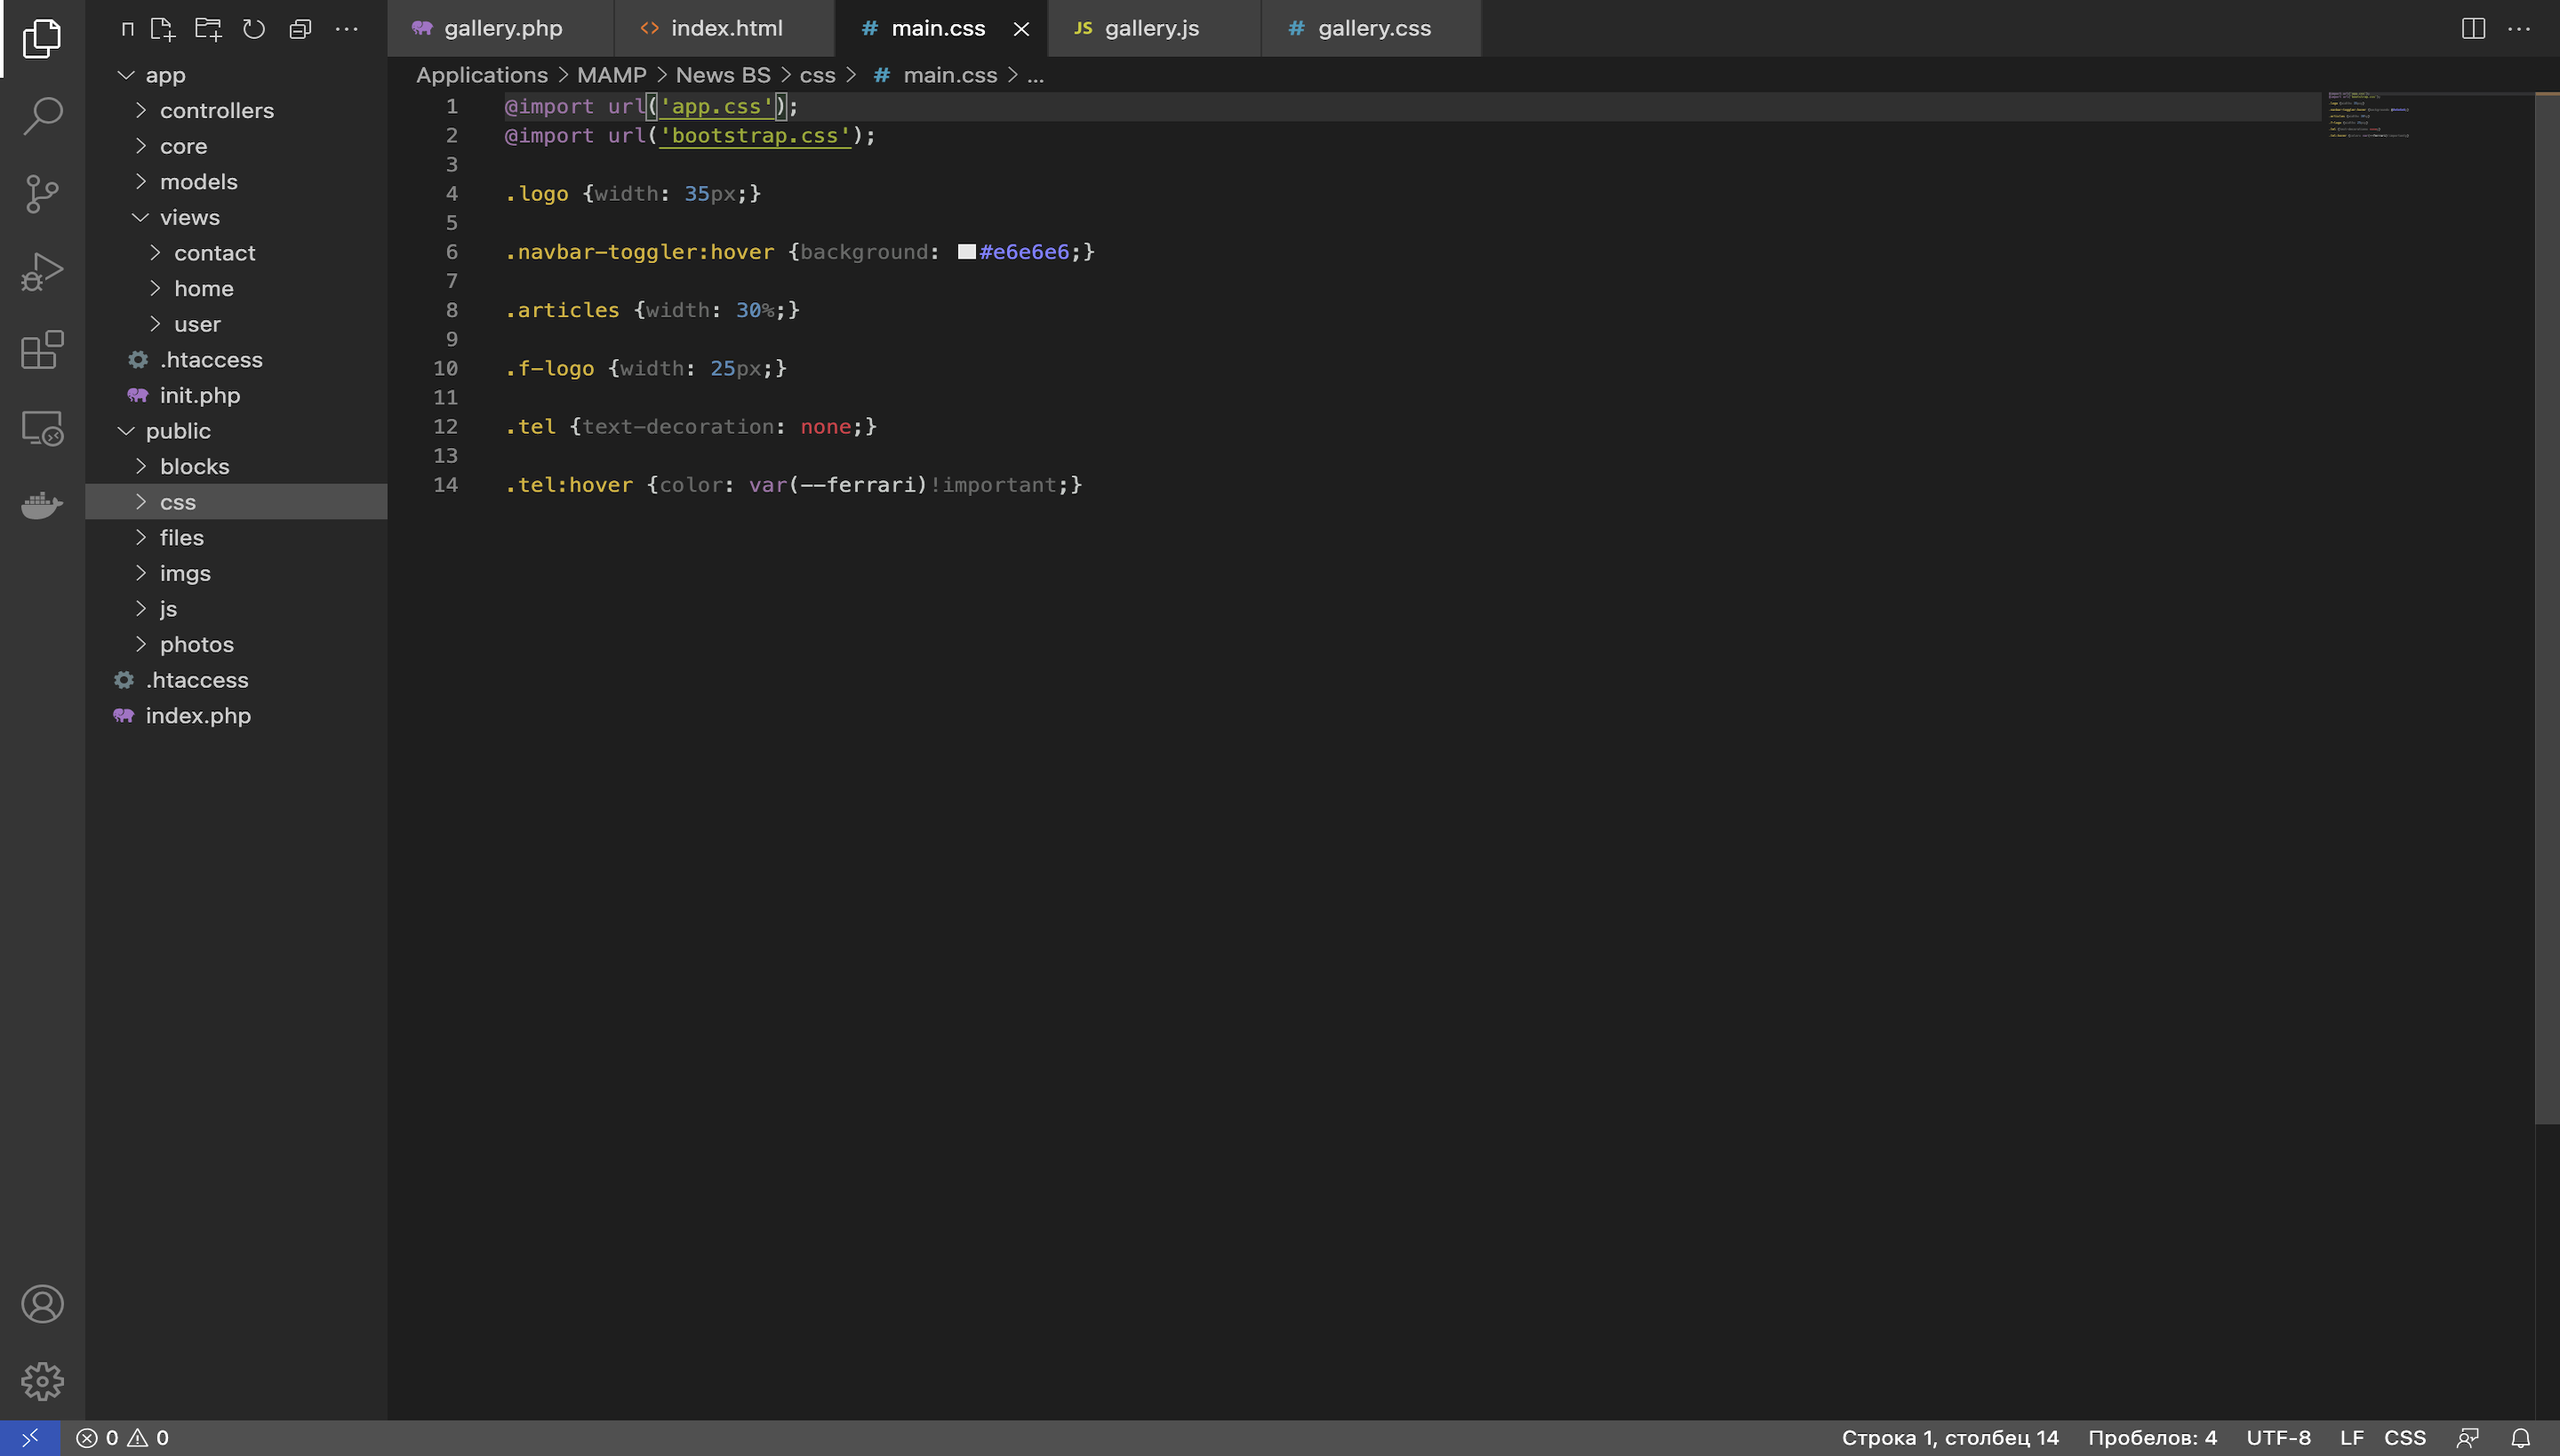 П
gallery.php
<> index.html
# main.css
JS gallery.js
# gallery.css
app
controllers
core
models
views
contact
home
user
.htaccess
init.php
public
blocks
css
files
imgs
js
photos
.htaccess
index.php
Applications > MAMP > News BS > css > # main.css > ...
1 @import url('app.css');
2 @import url('bootstrap.css');
3
4 .logo {width: 35px;}
5
6 .navbar-toggler:hover {background: #e6e6e6;}
7
8 .articles {width: 30%;}
9
10 .f-logo {width: 25px;}
11
12 .tel {text-decoration: none;}
13
14 .tel:hover {color: var(--ferrari)!important;}
0 0 Строка 1, столбец 14 Пробелов: 4 UTF-8 LF CSS